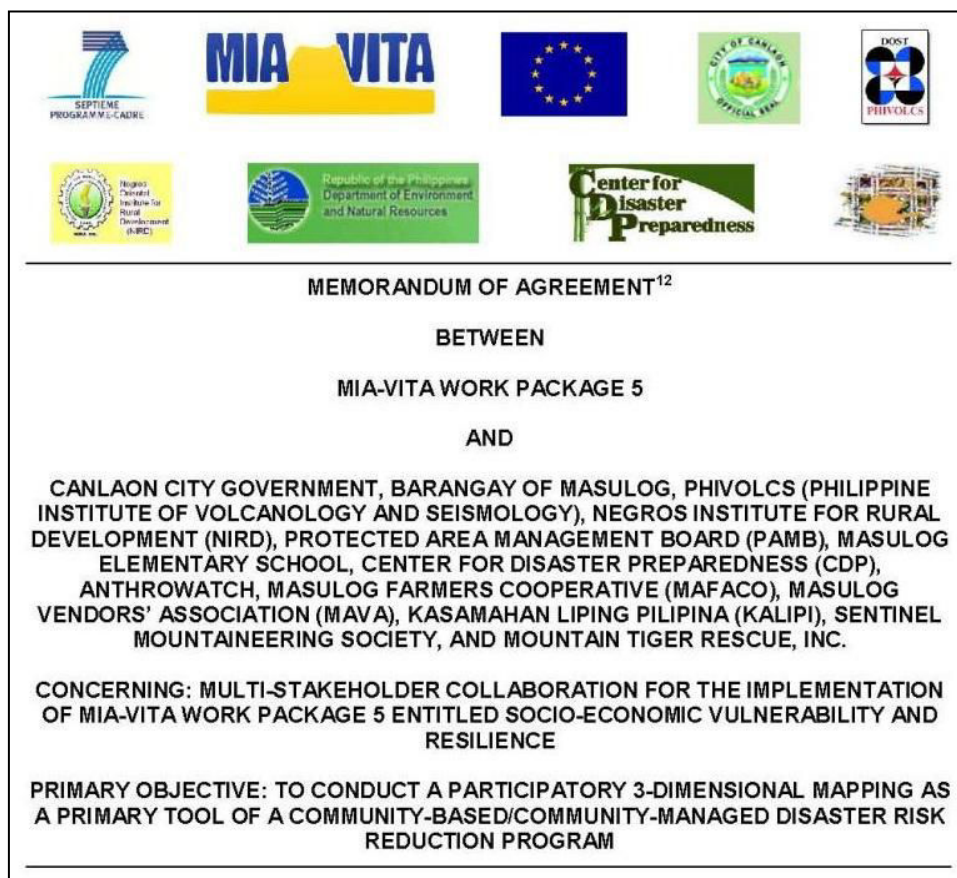 SEPTIEME
PROGRAMME-CADRE
MIA VITA
CITY OF CANLAON
OFFICIAL SEAL
DOST
PHIVOLCS
Negros
Oriental
Institute for
Rural
Development
(NIRD)
Republic of the Philippines
Department of Environment
and Natural Resources
Center for
Disaster
Preparedness
MEMORANDUM OF AGREEMENT¹²
BETWEEN
MIA-VITA WORK PACKAGE 5
AND
CANLAON CITY GOVERNMENT, BARANGAY OF MASULOG, PHIVOLCS (PHILIPPINE
INSTITUTE OF VOLCANOLOGY AND SEISMOLOGY), NEGROS INSTITUTE FOR RURAL
DEVELOPMENT (NIRD), PROTECTED AREA MANAGEMENT BOARD (PAMB), MASULOG
ELEMENTARY SCHOOL, CENTER FOR DISASTER PREPAREDNESS (CDP),
ANTHROWATCH, MASULOG FARMERS COOPERATIVE (MAFACO), MASULOG
VENDORS' ASSOCIATION (MAVA), KASAMAHAN LIPING PILIPINA (KALIPI), SENTINEL
MOUNTAINEERING SOCIETY, AND MOUNTAIN TIGER RESCUE, INC.
CONCERNING: MULTI-STAKEHOLDER COLLABORATION FOR THE IMPLEMENTATION
OF MIA-VITA WORK PACKAGE 5 ENTITLED SOCIO-ECONOMIC VULNERABILITY AND
RESILIENCE
PRIMARY OBJECTIVE: TO CONDUCT A PARTICIPATORY 3-DIMENSIONAL MAPPING AS
A PRIMARY TOOL OF A COMMUNITY-BASED/COMMUNITY-MANAGED DISASTER RISK
REDUCTION PROGRAM